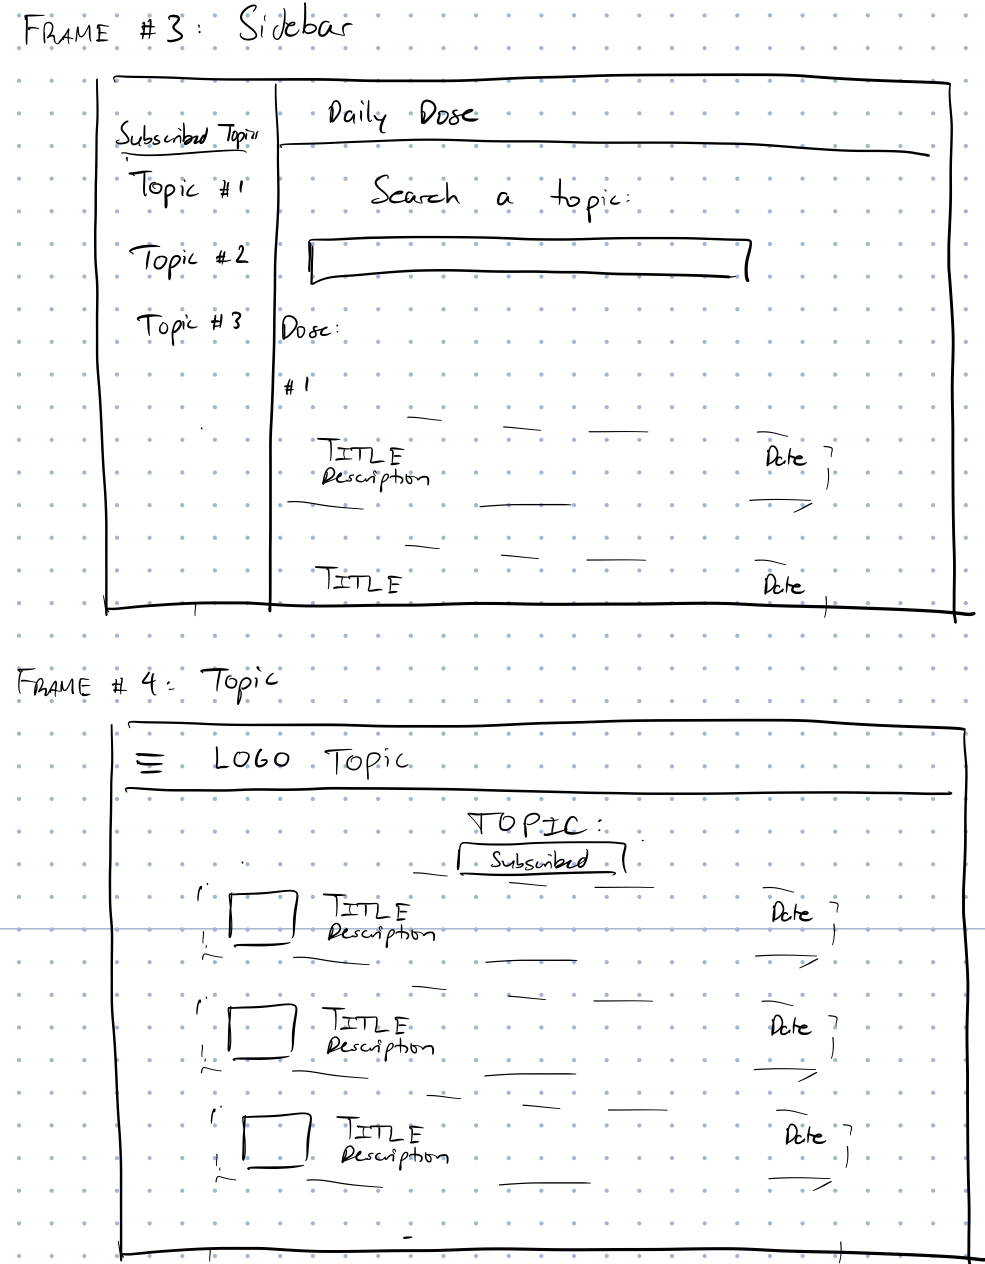 FRAME #3: Sidebar
Daily Dose
Subscribed Topics
Topic #1
Search a topic:
Topic #2
Topic #3
Dose:
#1
TITLE
Date
Description
TITLE
Date
FRAME #4: Topic
LOGO Topic
TOPIC:
Subscribed
TITLE
Date
Description
TITLE
Date
Description
TITLE
Date
Description